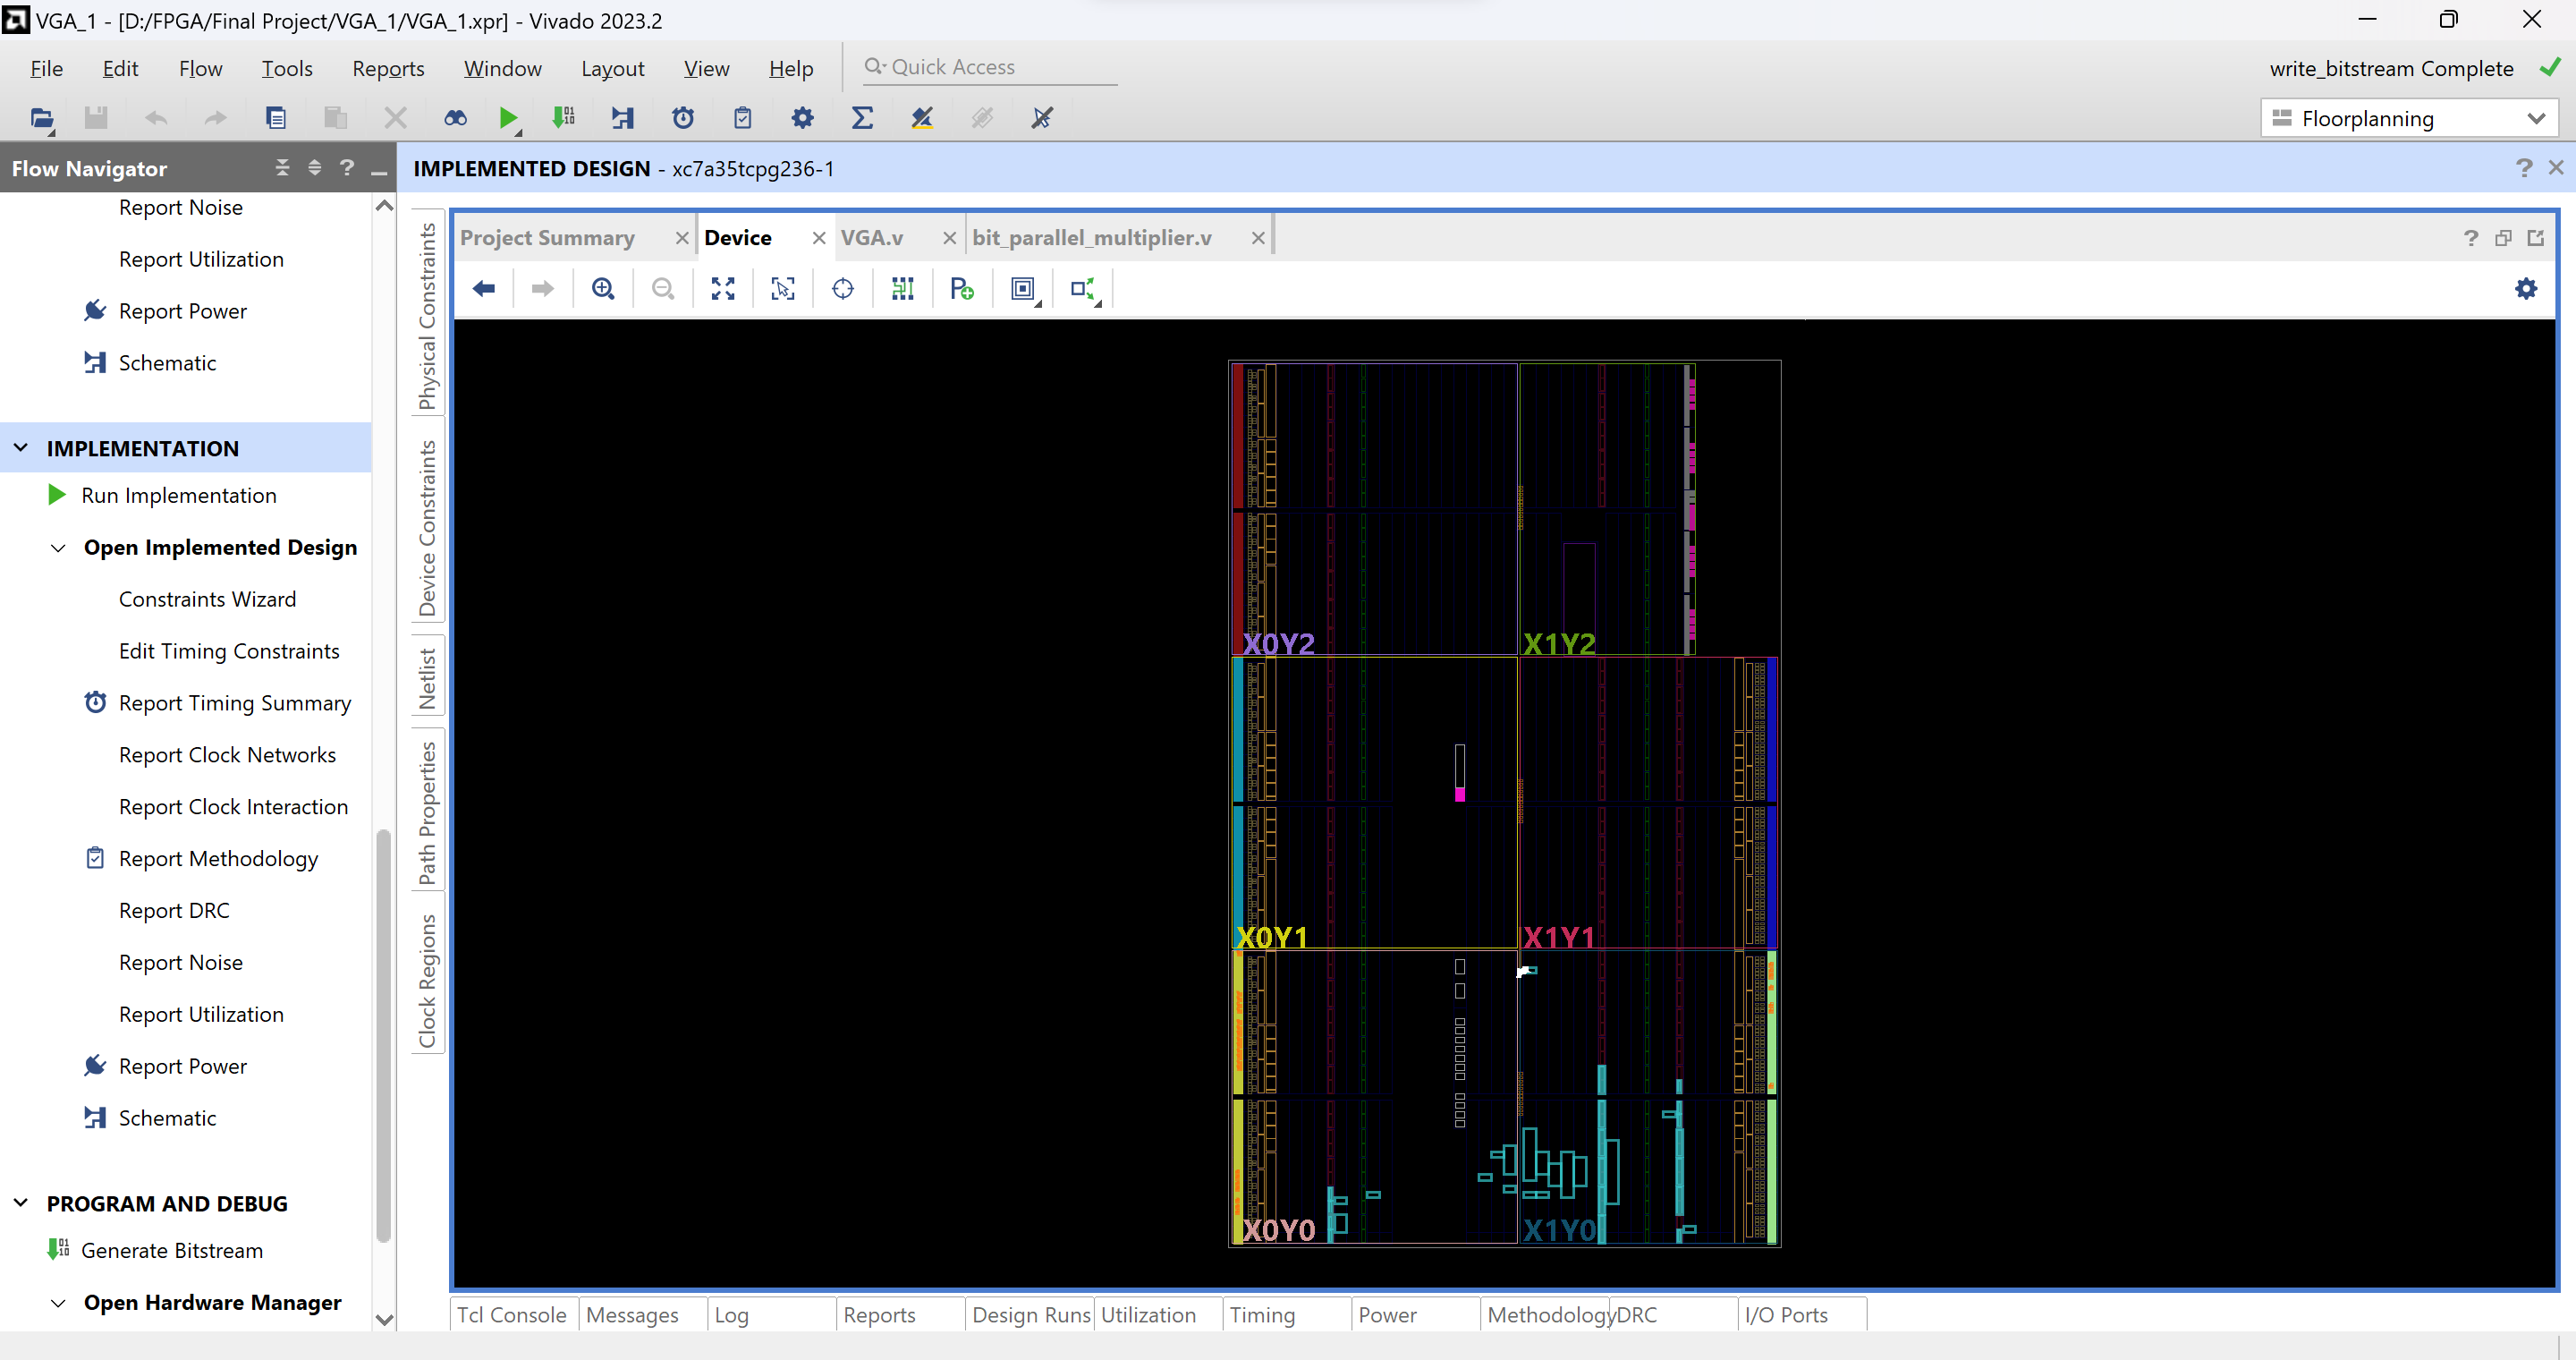 VGA_1 - [D:/FPGA/Final Project/VGA_1/VGA_1.xpr] - Vivado 2023.2
File Edit Flow Tools Reports Window Layout View Help Quick Access
write_bitstream Complete
Floorplanning
Flow Navigator
IMPLEMENTED DESIGN - xc7a35tcpg236-1
Report Noise
Report Utilization
Report Power
Schematic
IMPLEMENTATION
Run Implementation
Open Implemented Design
Constraints Wizard
Edit Timing Constraints
Report Timing Summary
Report Clock Networks
Report Clock Interaction
Report Methodology
Report DRC
Report Noise
Report Utilization
Report Power
Schematic
PROGRAM AND DEBUG
Generate Bitstream
Open Hardware Manager
Physical Constraints
Device Constraints
Netlist
Path Properties
Clock Regions
Project Summary Device VGA.v bit_parallel_multiplier.v
X0Y2 X1Y2
X0Y1 X1Y1
X0Y0 X1Y0
Tcl Console Messages Log Reports Design Runs Utilization Timing Power Methodology DRC I/O Ports